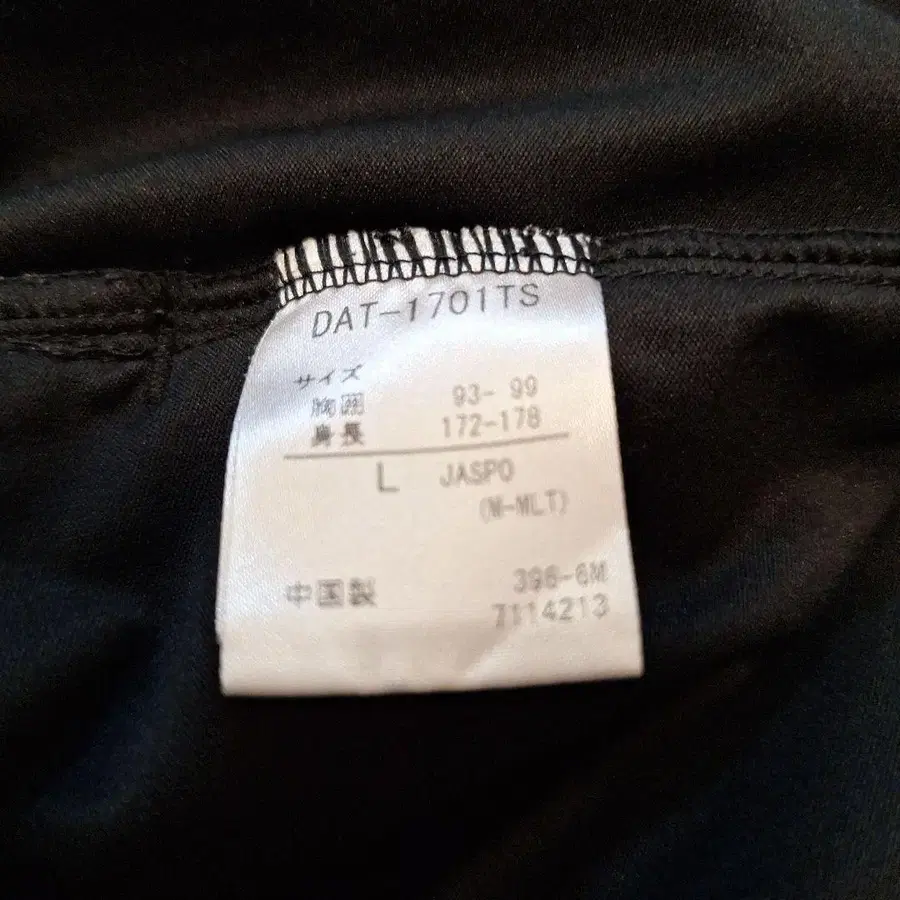 DAT-1701TS
サイズ
胸囲 93- 99
身長 172-178
L JASPO
(M-MLT)
中国製 396-6M
7114213